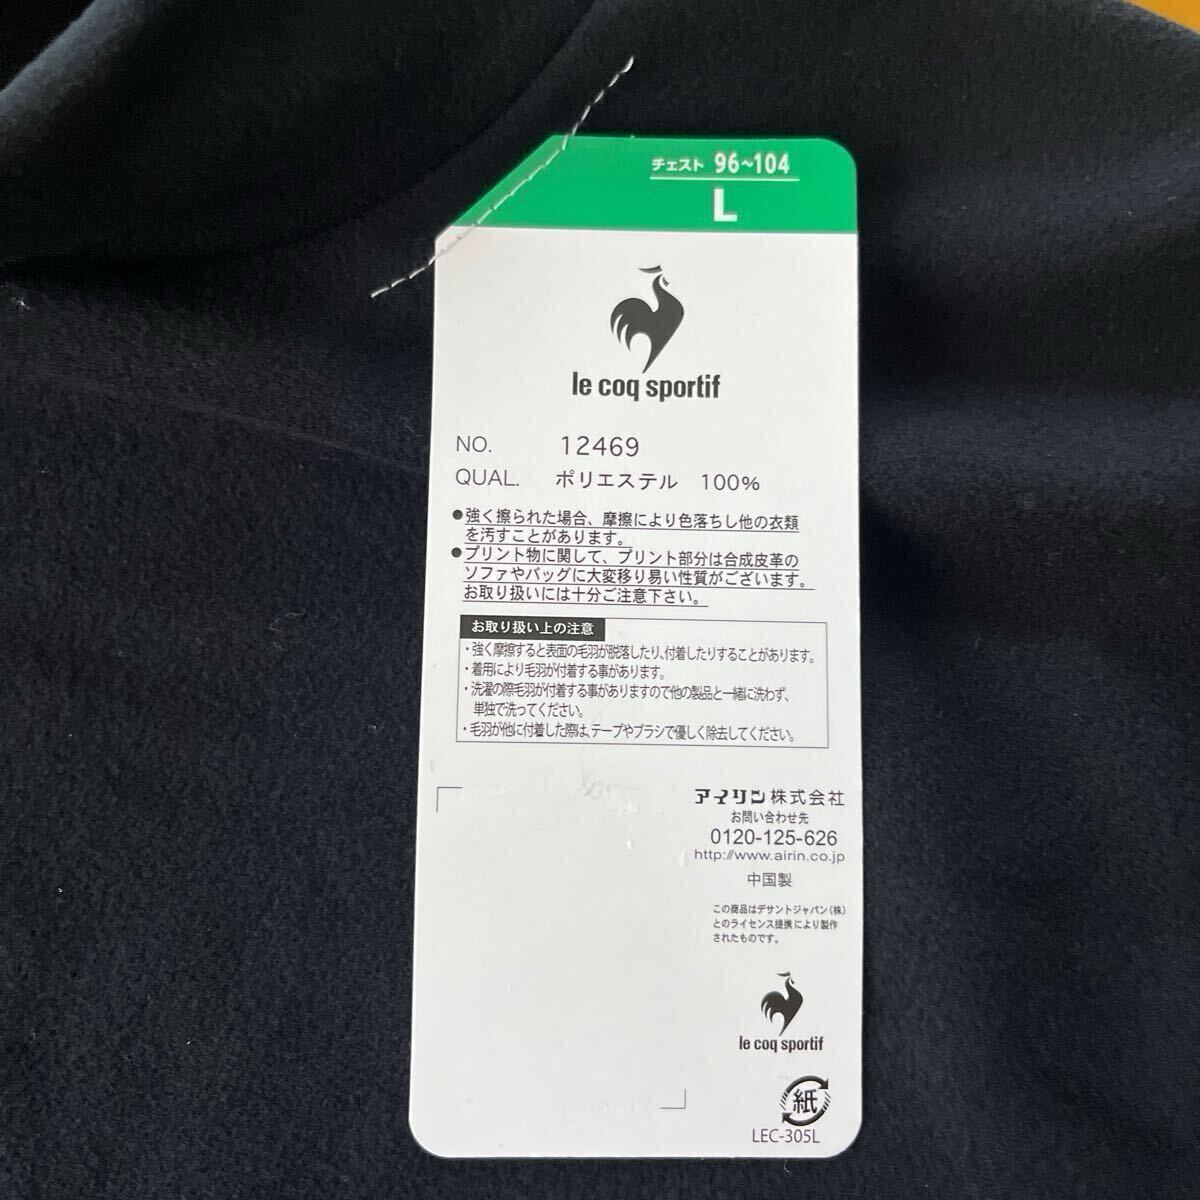 チェスト 96~104
L
le coq sportif
NO. 12469
QUAL. ポリエステル 100%
●強く擦られた場合、摩擦により色落ちし他の衣類
を汚すことがあります。
●プリント物に関して、プリント部分は合成皮革の
ソファやバッグに大変移り易い性質がございます。
お取り扱いには十分ご注意下さい。
お取り扱い上の注意
・強く摩擦すると表面の毛羽が脱落したり、付着したりすることがあります。
・着用により毛羽が付着する事があります。
・洗濯の際毛羽が付着する事がありますので他の製品と一緒に洗わず、
単独で洗ってください。
・毛羽が他に付着した際は、テープやブラシで優しく除去してください。
アイリン株式会社
お問い合わせ先
0120-125-626
http://www.airin.co.jp
中国製
この商品はデサントジャパン(株)
とのライセンス提携により製作
されたものです。
le coq sportif
紙
LEC-305L